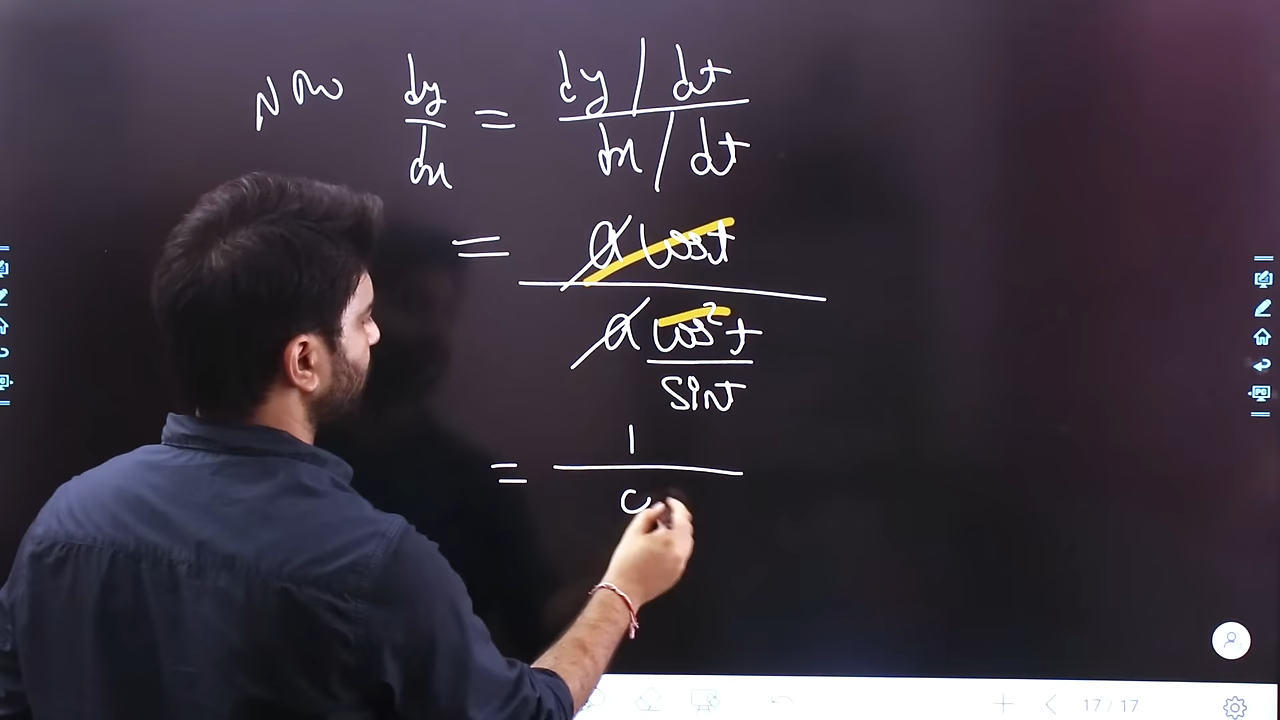 Now dy/dx = (dy/dt)/(dx/dt)
= (a cos t)/(a cos²t/sin t)
= 1/c
17/17